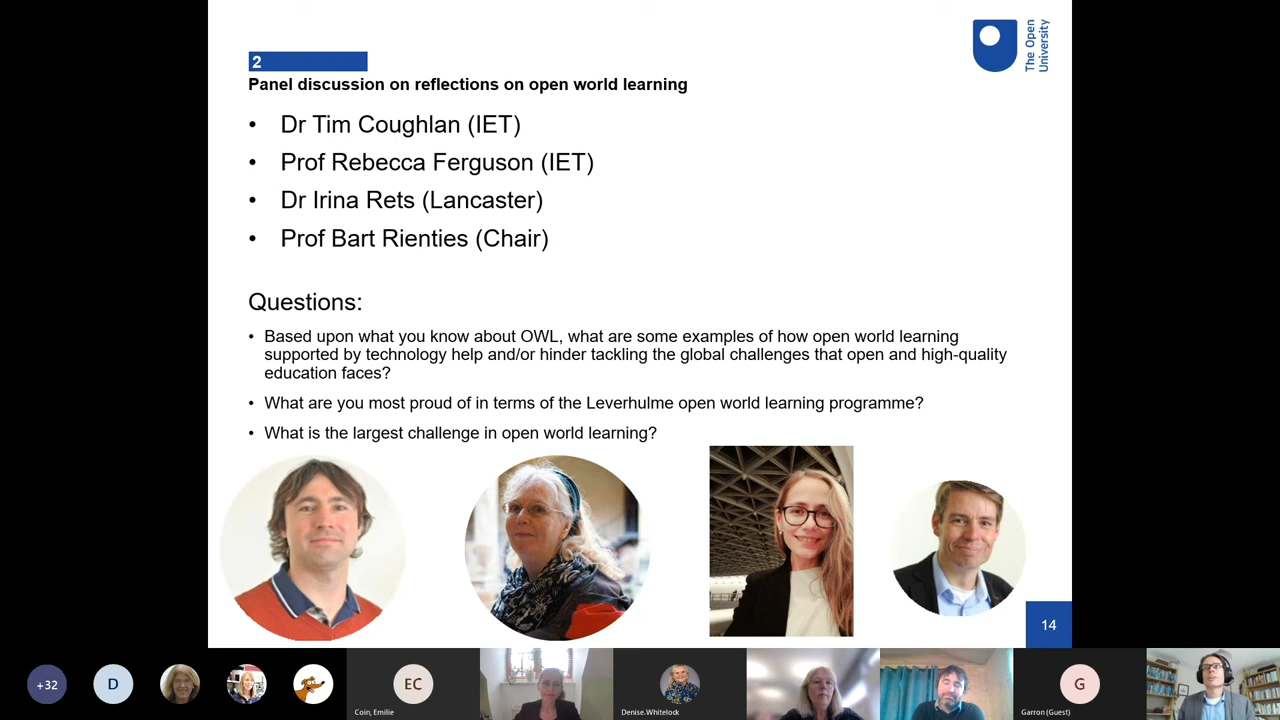 2
The Open
University
Panel discussion on reflections on open world learning
• Dr Tim Coughlan (IET)
• Prof Rebecca Ferguson (IET)
• Dr Irina Rets (Lancaster)
• Prof Bart Rienties (Chair)
Questions:
• Based upon what you know about OWL, what are some examples of how open world learning
supported by technology help and/or hinder tackling the global challenges that open and high-quality
education faces?
• What are you most proud of in terms of the Leverhulme open world learning programme?
• What is the largest challenge in open world learning?
14
+32
D
EC
G
Coin, Emilie
Denise.Whitelock
Garron (Guest)